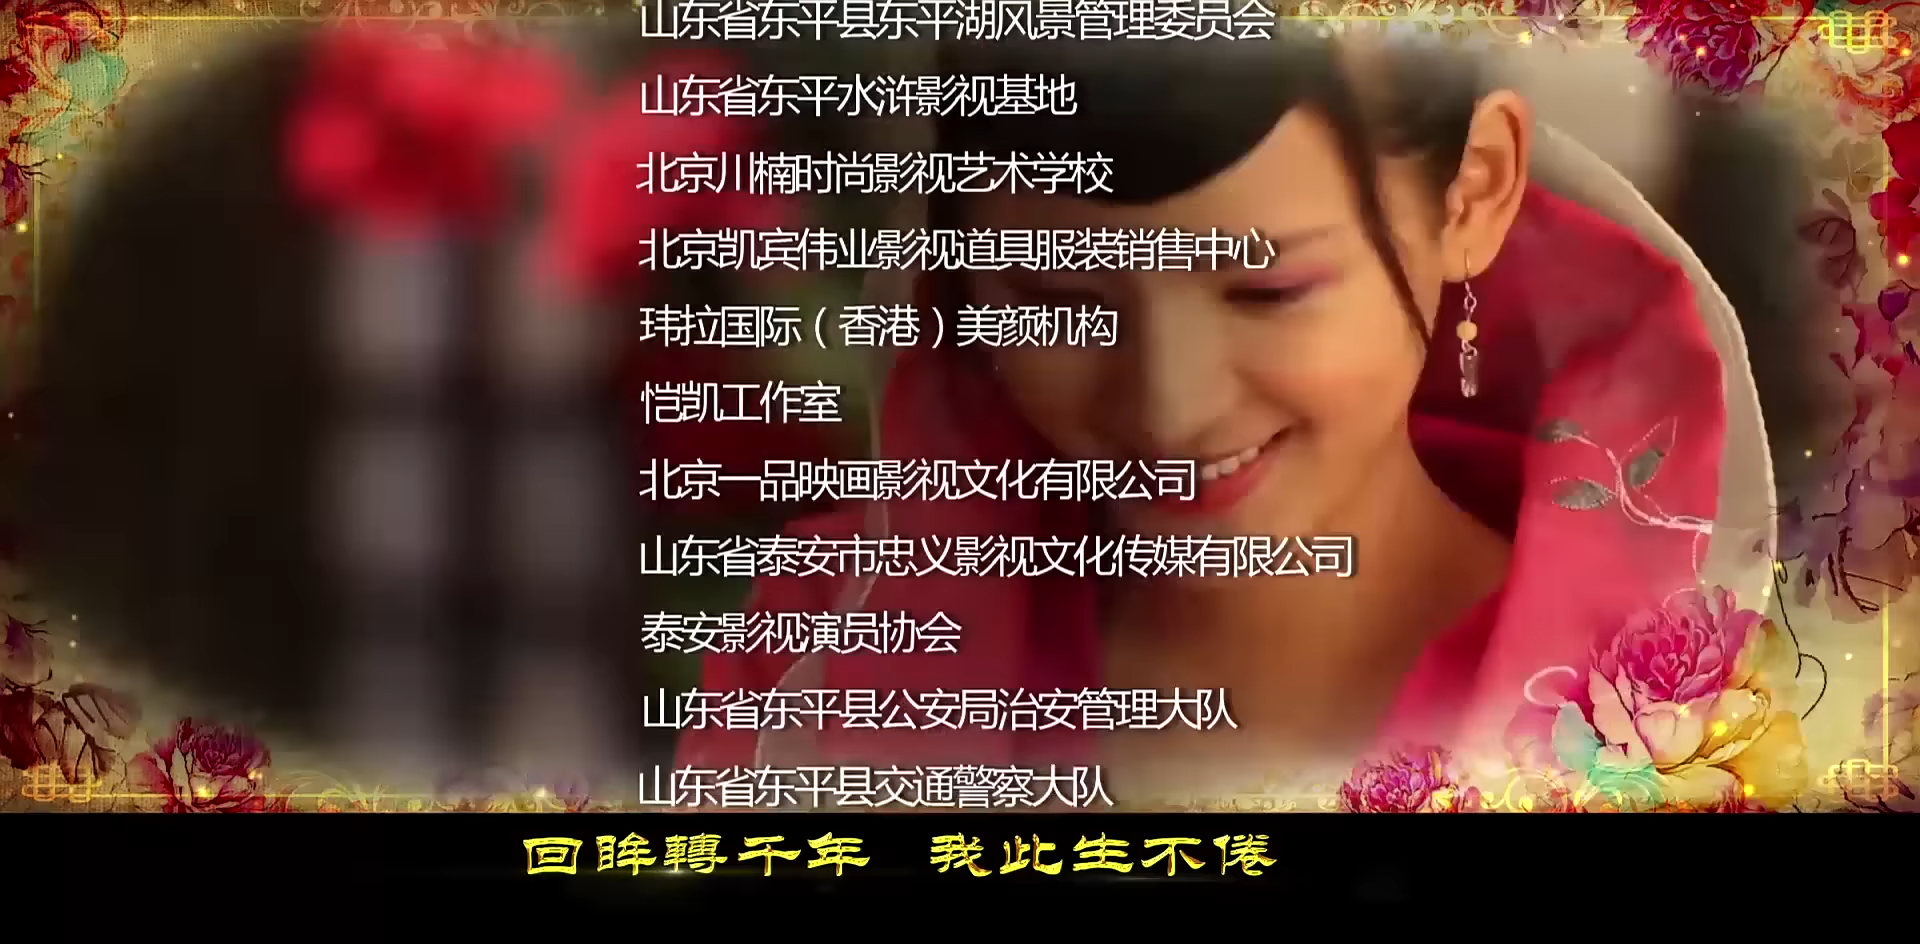 山东省东平县东平湖风景管理委员会
山东省东平水浒影视基地
北京川楠时尚影视艺术学校
北京凯宾伟业影视道具服装销售中心
玮拉国际（香港）美颜机构
恺凯工作室
北京一品映画影视文化有限公司
山东省泰安市忠义影视文化传媒有限公司
泰安影视演员协会
山东省东平县公安局治安管理大队
山东省东平县交通警察大队
回眸轉千年 我此生不倦